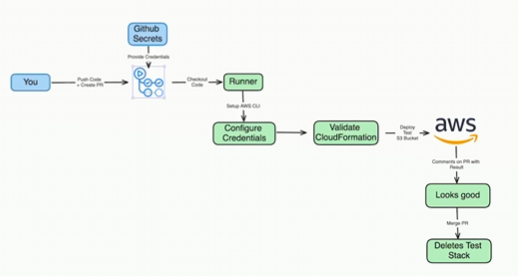 Github
Secrets
Provide Credentials
You
Push Code
+ Create PR
Checkout
Code
Runner
Setup AWS CLI
Configure
Credentials
Validate
CloudFormation
Deploy
Test
S3 Bucket
aws
Comments on PR with
Result
Looks good
Merge PR
Deletes Test
Stack